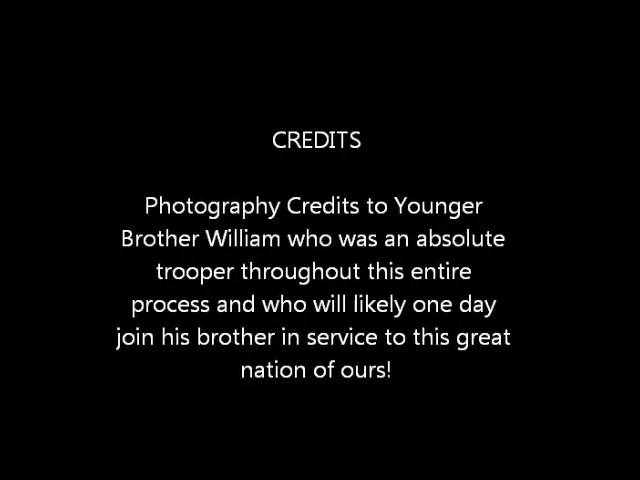 CREDITS
Photography Credits to Younger
Brother William who was an absolute
trooper throughout this entire
process and who will likely one day
join his brother in service to this great
nation of ours!